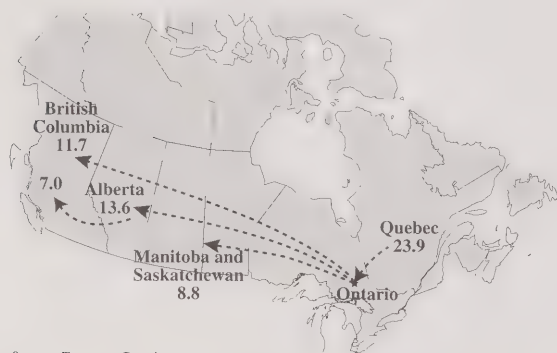 British
Columbia
11.7
7.0
Alberta
13.6
Quebec
23.9
Manitoba and
Saskatchewan
8.8
Ontario